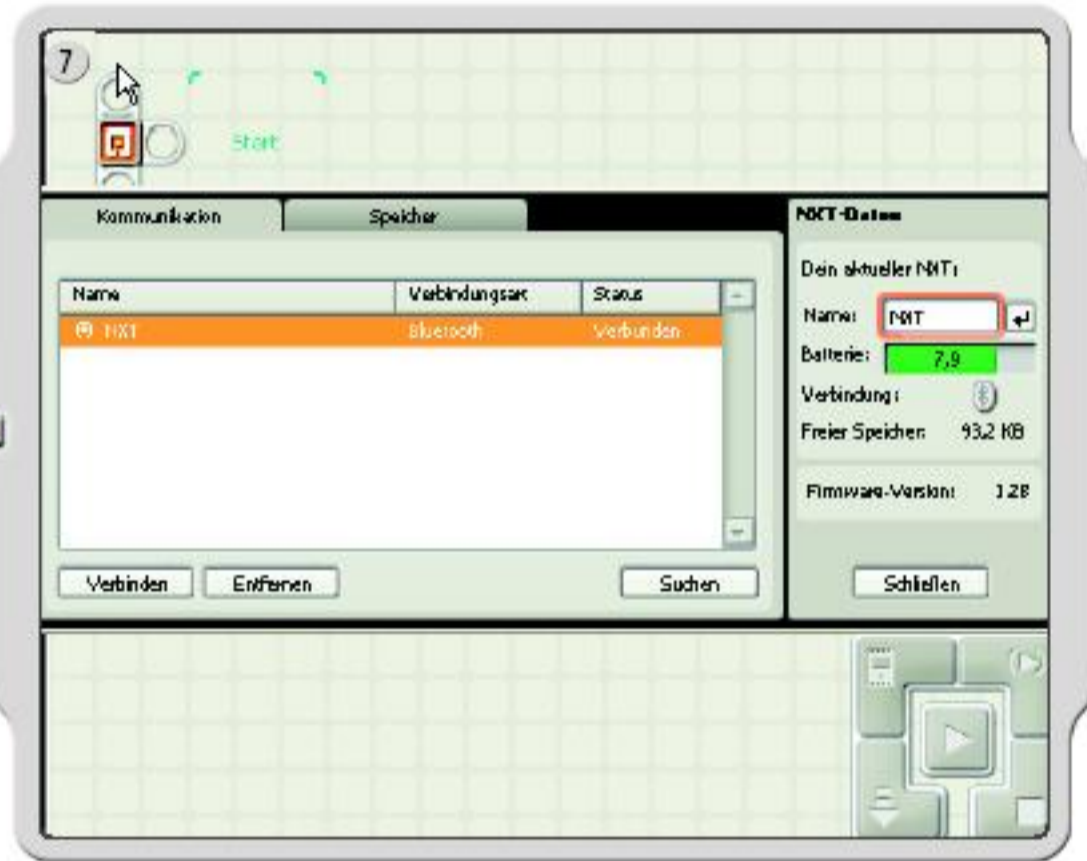 7
Start
Kommunikation Speicher
Name Verbindungsart Status
NXT Bluetooth Verbunden
Verbinden Entfernen Suchen
NXT-Daten
Dein aktueller NXT:
Name: NXT
Batterie: 7,9
Verbindung:
Freier Speicher: 93,2 KB
Firmware-Version: 1.28
Schließen